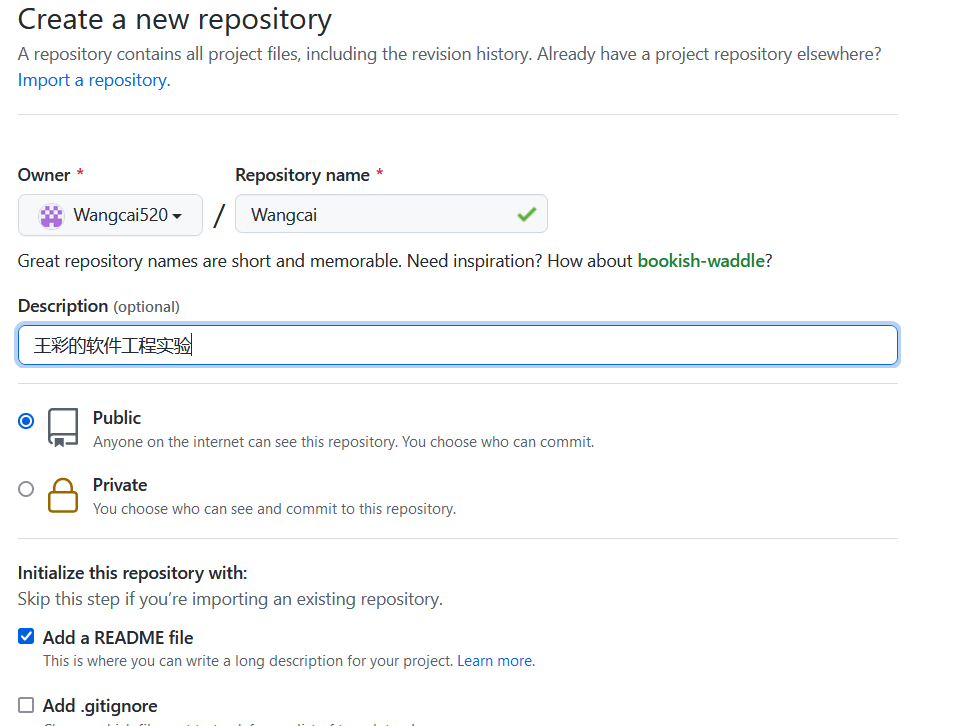 Create a new repository
A repository contains all project files, including the revision history. Already have a project repository elsewhere?
Import a repository.
Owner *
Repository name *
Wangcai520
/
Wangcai
Great repository names are short and memorable. Need inspiration? How about bookish-waddle?
Description (optional)
王彩的软件工程实验
Public
Anyone on the internet can see this repository. You choose who can commit.
Private
You choose who can see and commit to this repository.
Initialize this repository with:
Skip this step if you’re importing an existing repository.
Add a README file
This is where you can write a long description for your project. Learn more.
Add .gitignore